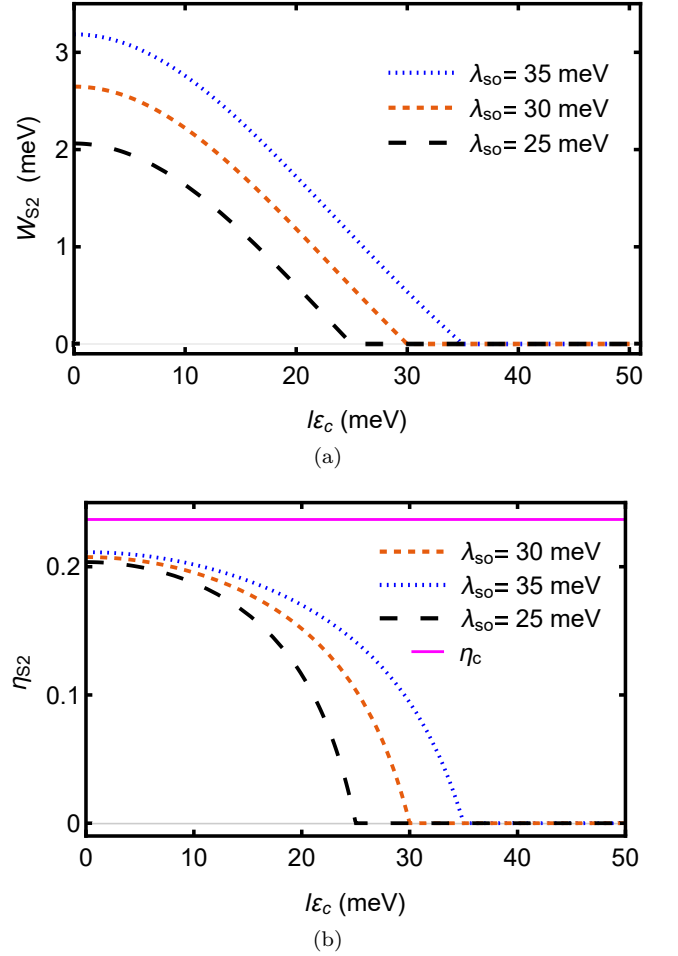 W_S2 (meV)
3
2
1
0
λ_so= 35 meV
λ_so= 30 meV
λ_so= 25 meV
0 10 20 30 40 50
lε_c (meV)
(a)
η_S2
0.2
0.1
0
λ_so= 30 meV
λ_so= 35 meV
λ_so= 25 meV
η_c
0 10 20 30 40 50
lε_c (meV)
(b)